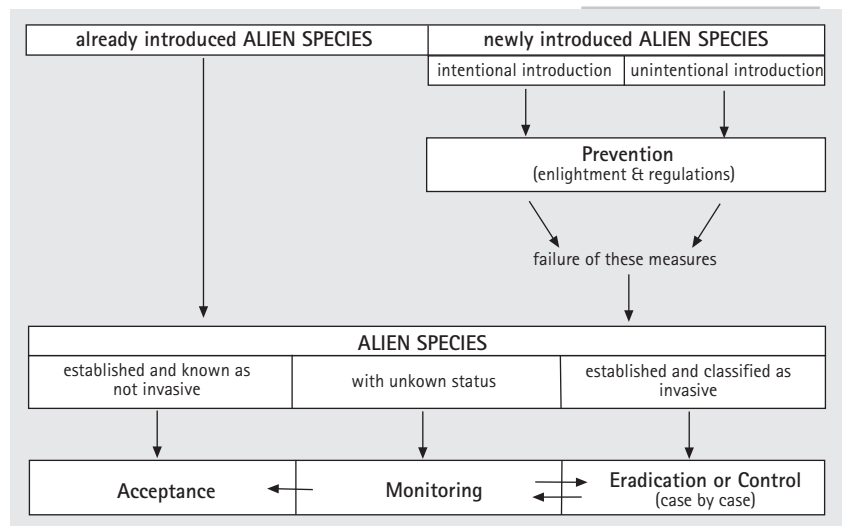 already introduced ALIEN SPECIES
newly introduced ALIEN SPECIES
intentional introduction
unintentional introduction
Prevention
(enlightment & regulations)
failure of these measures
ALIEN SPECIES
established and known as
not invasive
with unkown status
established and classified as
invasive
Acceptance
Monitoring
Eradication or Control
(case by case)